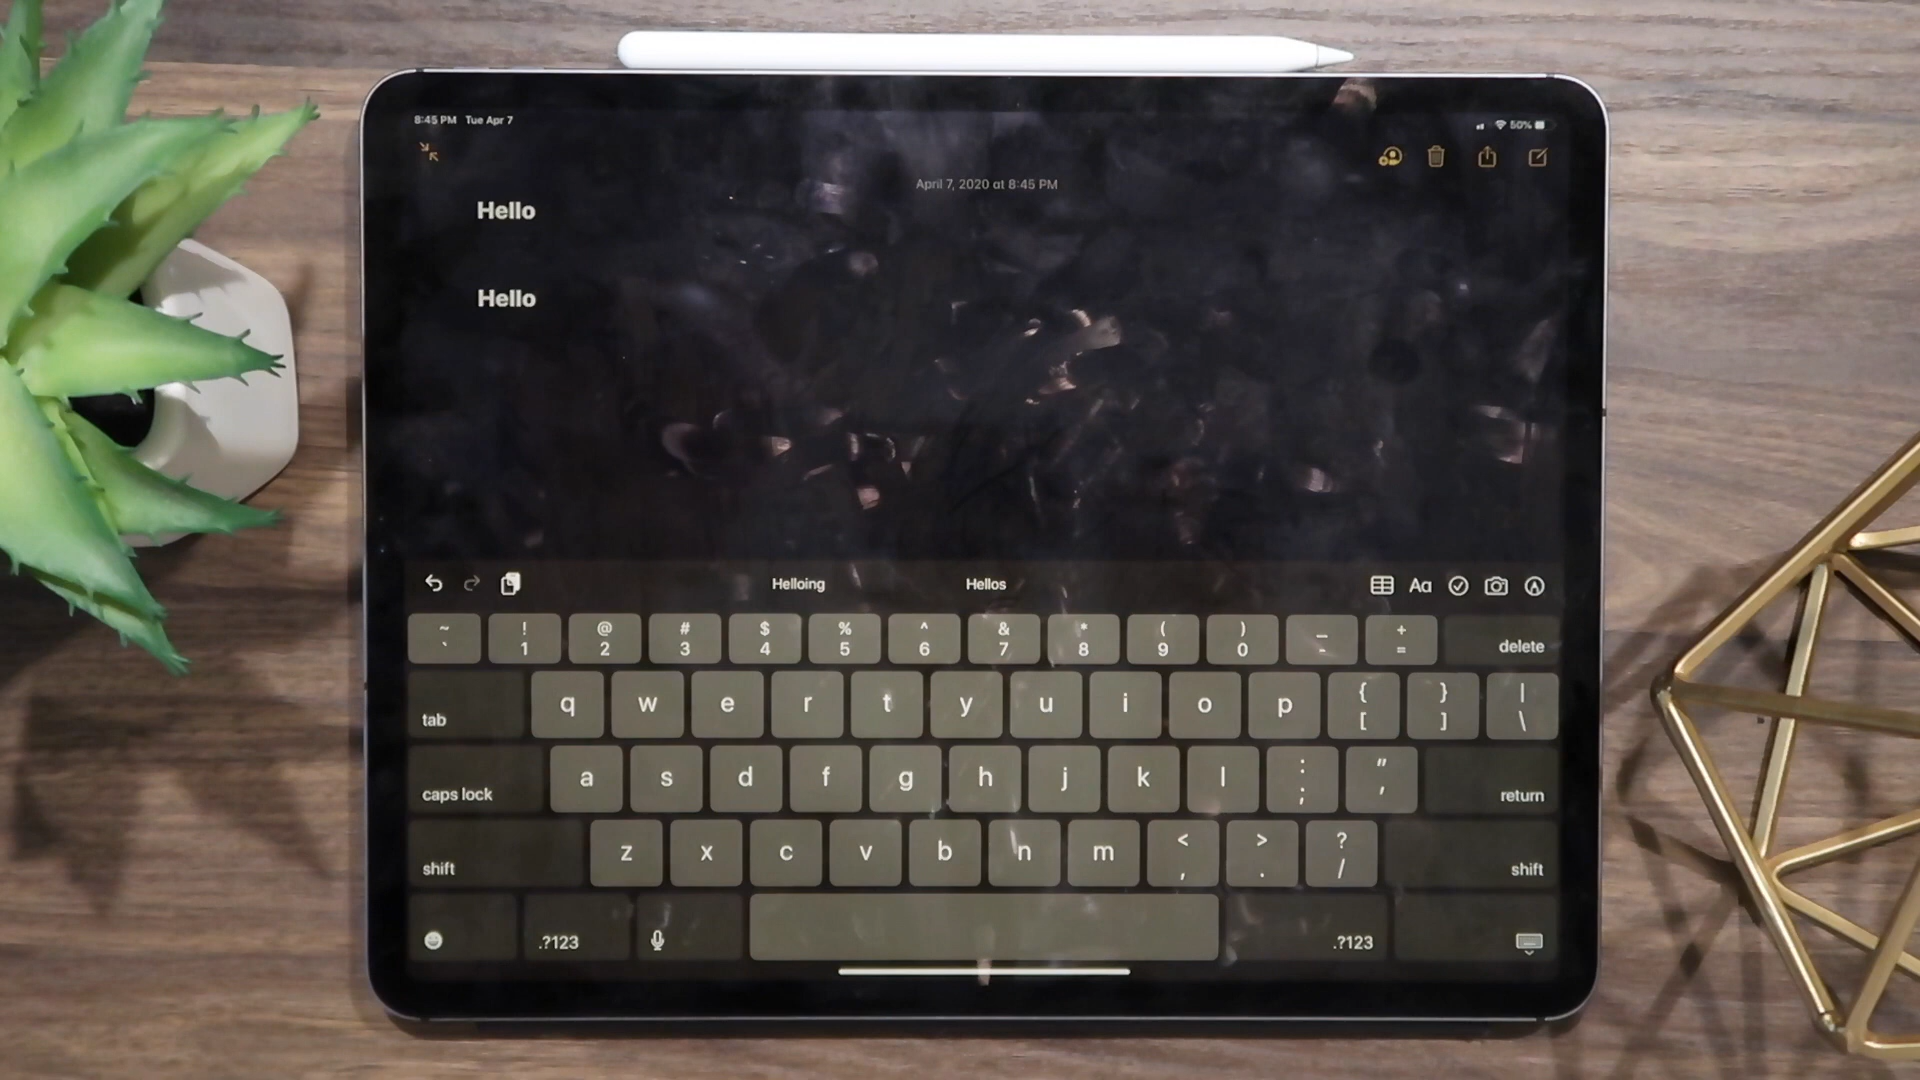 8:45 PM Tue Apr 7
50%
April 7, 2020 at 8:45 PM
Hello
Hello
Helloing Hellos
Aa
~ ! @ # $ % ^ & * ( ) _ +
` 1 2 3 4 5 6 7 8 9 0 - = delete
tab q w e r t y u i o p { [ } ] | \
caps lock a s d f g h j k l : ; " ' return
shift z x c v b n m < , > . ? / shift
.?123 .?123